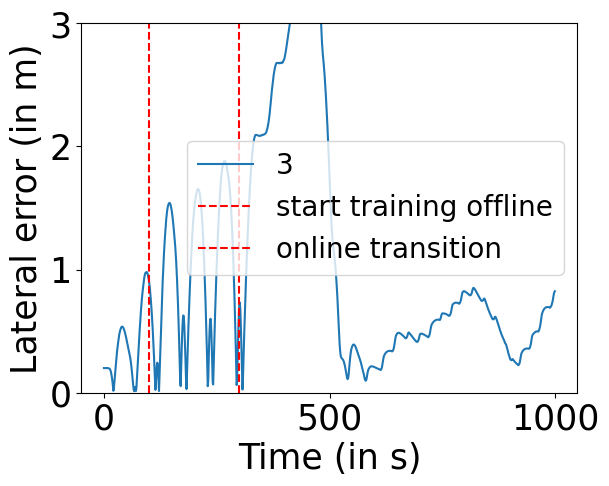 Lateral error (in m)
3
2
1
0
3
start training offline
online transition
0
500
1000
Time (in s)